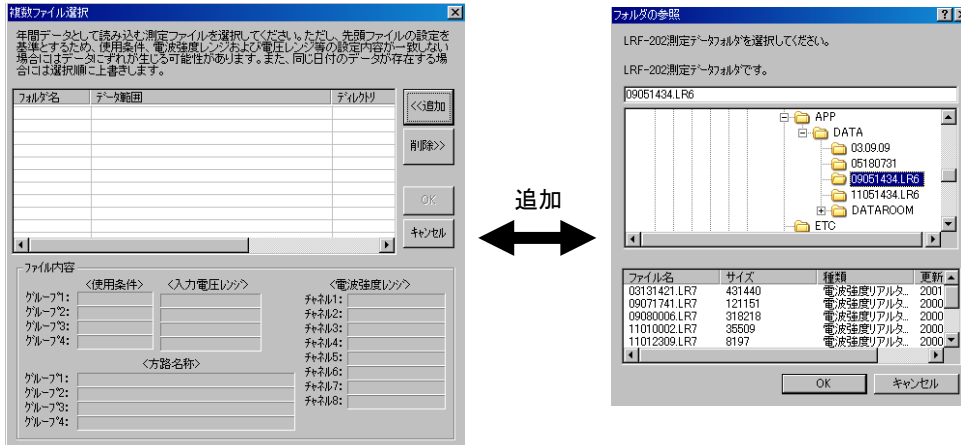 複数ファイル選択
年間データとして読み込む測定ファイルを選択してください。ただし、先頭ファイルの設定を
基準とするため、使用条件、電波強度レンジおよび電圧レンジ等の設定内容が一致しない
場合にはデータにずれが生じる可能性があります。また、同じ日付のデータが存在する場
合には選択順に上書きします。
フォルダ名 データ範囲 ディレクトリ
<<追加
削除>>
OK
キャンセル
ファイル内容
<使用条件> <入力電圧レンジ> <電波強度レンジ>
グループ1:
グループ2:
グループ3:
グループ4:
チャネル1:
チャネル2:
チャネル3:
チャネル4:
チャネル5:
チャネル6:
チャネル7:
チャネル8:
<方路名称>
グループ1:
グループ2:
グループ3:
グループ4:
追加
フォルダの参照
LRF-202測定データフォルダを選択してください。
LRF-202測定データフォルダです。
09051434.LR6
APP
DATA
03.09.09
05180731
09051434.LR6
11051434.LR6
DATAROOM
ETC
ファイル名 サイズ 種類 更新
03131421.LR7 431440 電波強度リアルタ... 2001
09071741.LR7 121151 電波強度リアルタ... 2000
09080006.LR7 318218 電波強度リアルタ... 2000
11010002.LR7 35509 電波強度リアルタ... 2000
11012309.LR7 8197 電波強度リアルタ... 2000
OK キャンセル